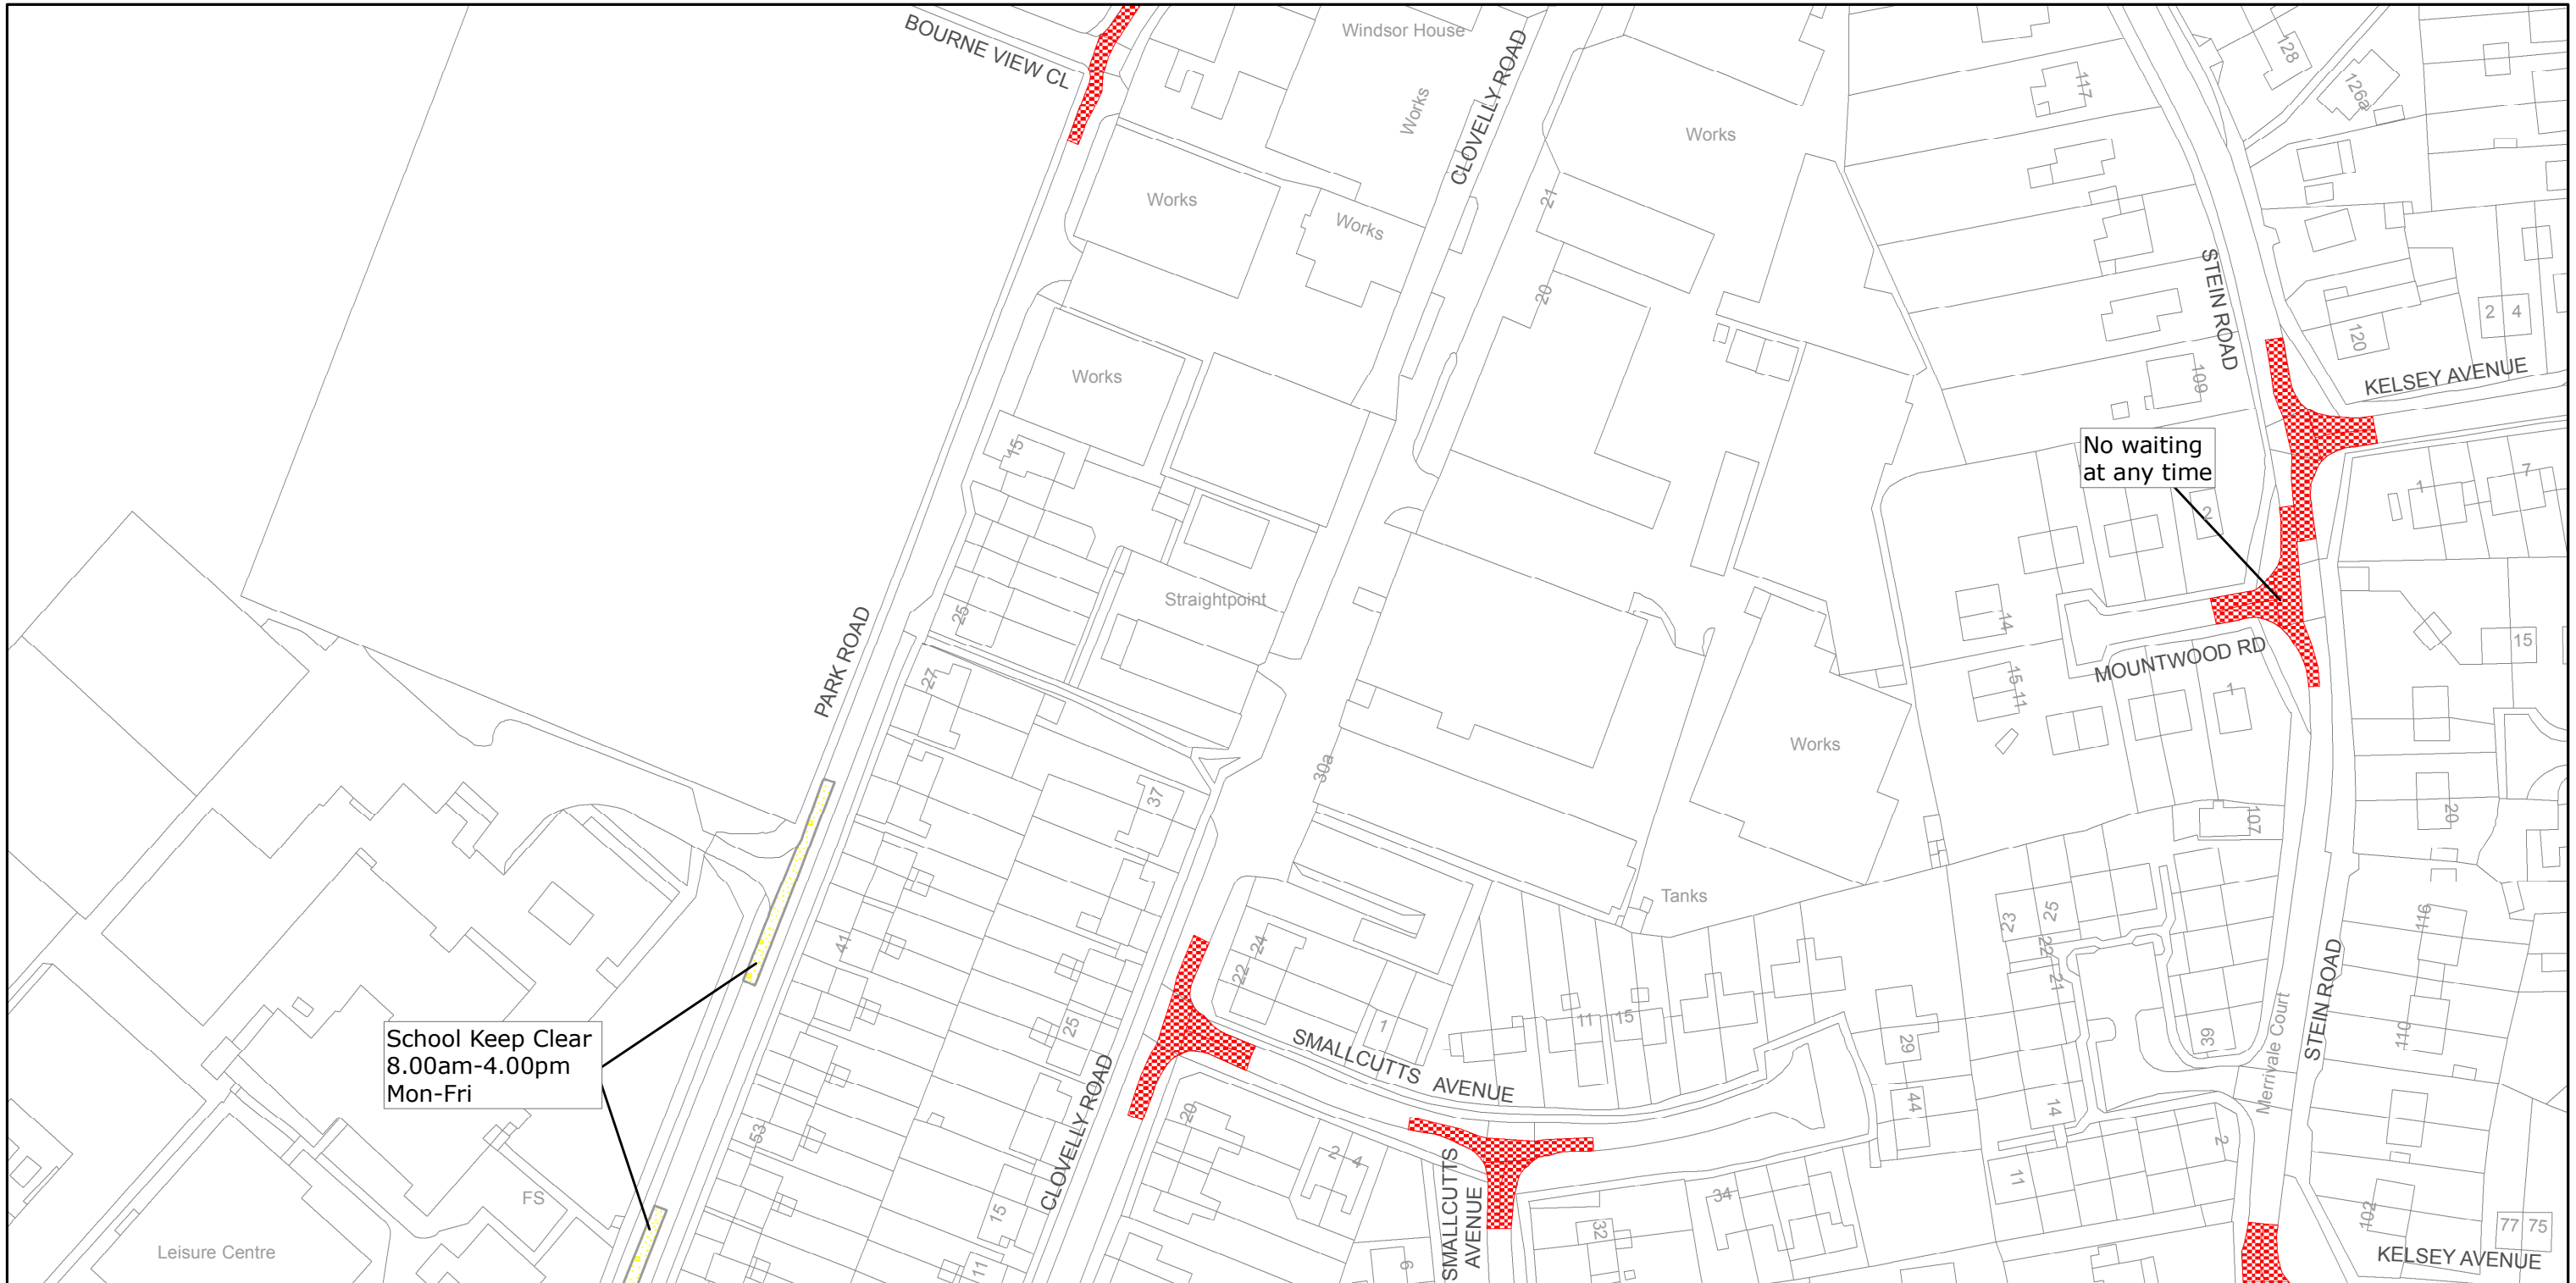 BOURNE VIEW CL
Windsor House
Works
CLOVELLY ROAD
Works
117
128
126a
Works
Works
21
20
STEIN ROAD
2 4
120
KELSEY AVENUE
109
Works
15
No waiting
at any time
2
1
7
Straightpoint
25
PARK ROAD
27
14
15
11
MOUNTWOOD RD
1
15
Works
30a
37
20
107
Tanks
41
24
22
23
25
22
21
116
School Keep Clear
8.00am-4.00pm
Mon-Fri
25
1
11
15
SMALLCUTTS AVENUE
29
39
Merrivale Court
STEIN ROAD
110
CLOVELLY ROAD
53
20
2 4
44
14
2
SMALLCUTTS
AVENUE
FS
15
34
11
102
77 75
Leisure Centre
11
6
32
KELSEY AVENUE